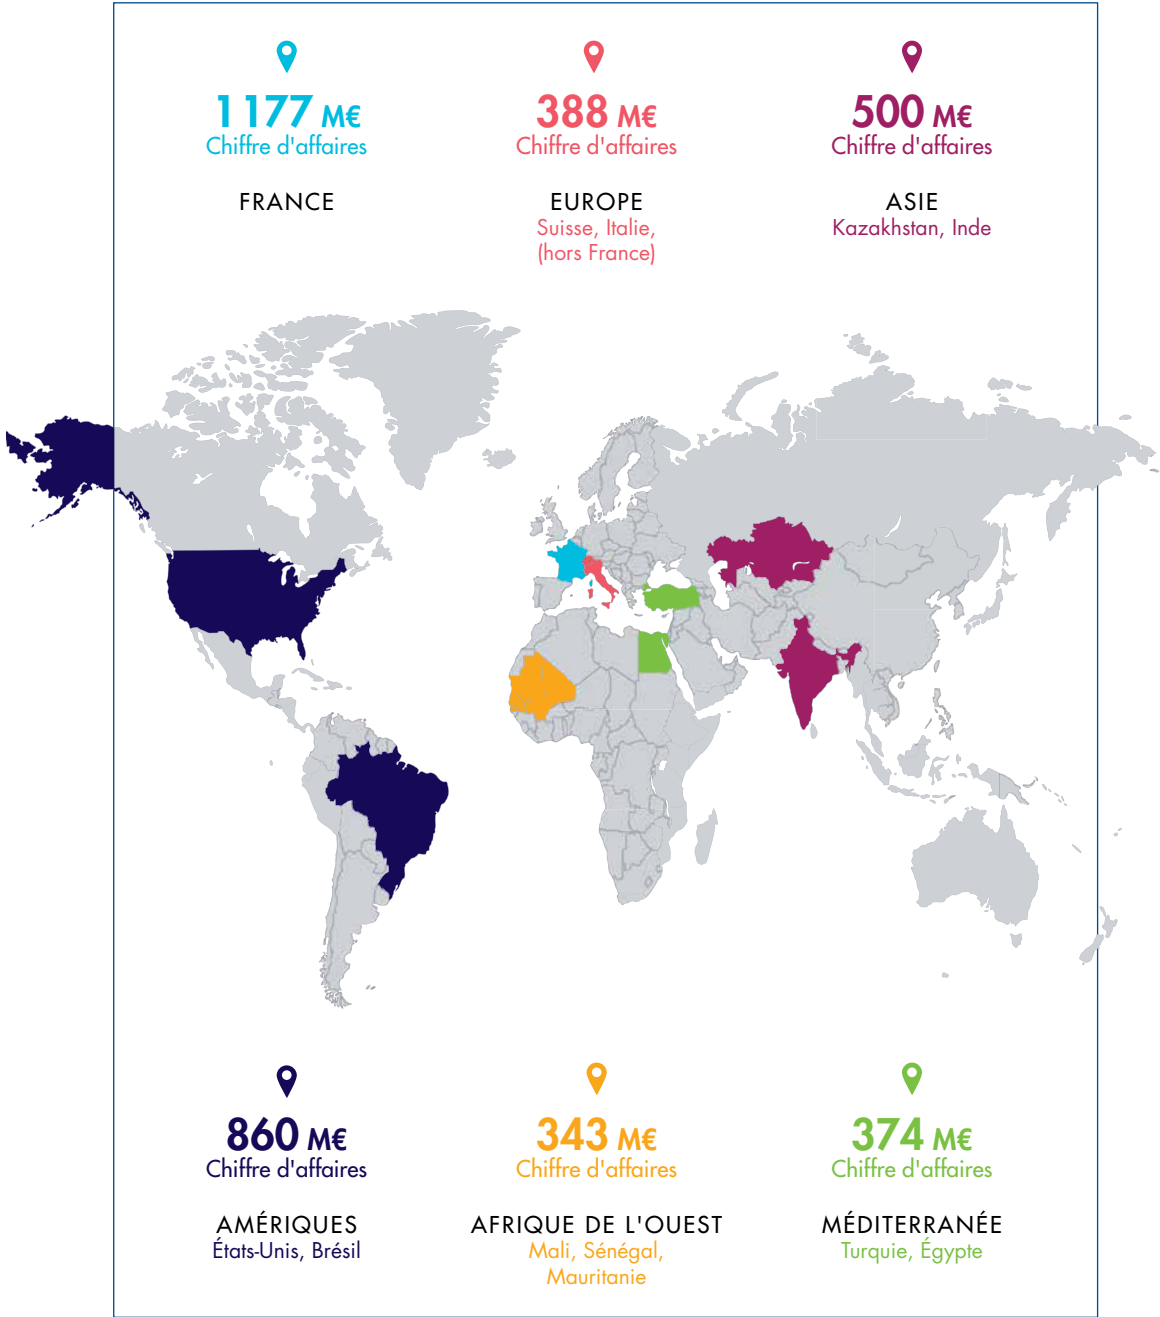 1177 M€
Chiffre d'affaires
FRANCE
388 M€
Chiffre d'affaires
EUROPE
Suisse, Italie,
(hors France)
500 M€
Chiffre d'affaires
ASIE
Kazakhstan, Inde
860 M€
Chiffre d'affaires
AMÉRIQUES
États-Unis, Brésil
343 M€
Chiffre d'affaires
AFRIQUE DE L'OUEST
Mali, Sénégal,
Mauritanie
374 M€
Chiffre d'affaires
MÉDITERRANÉE
Turquie, Égypte